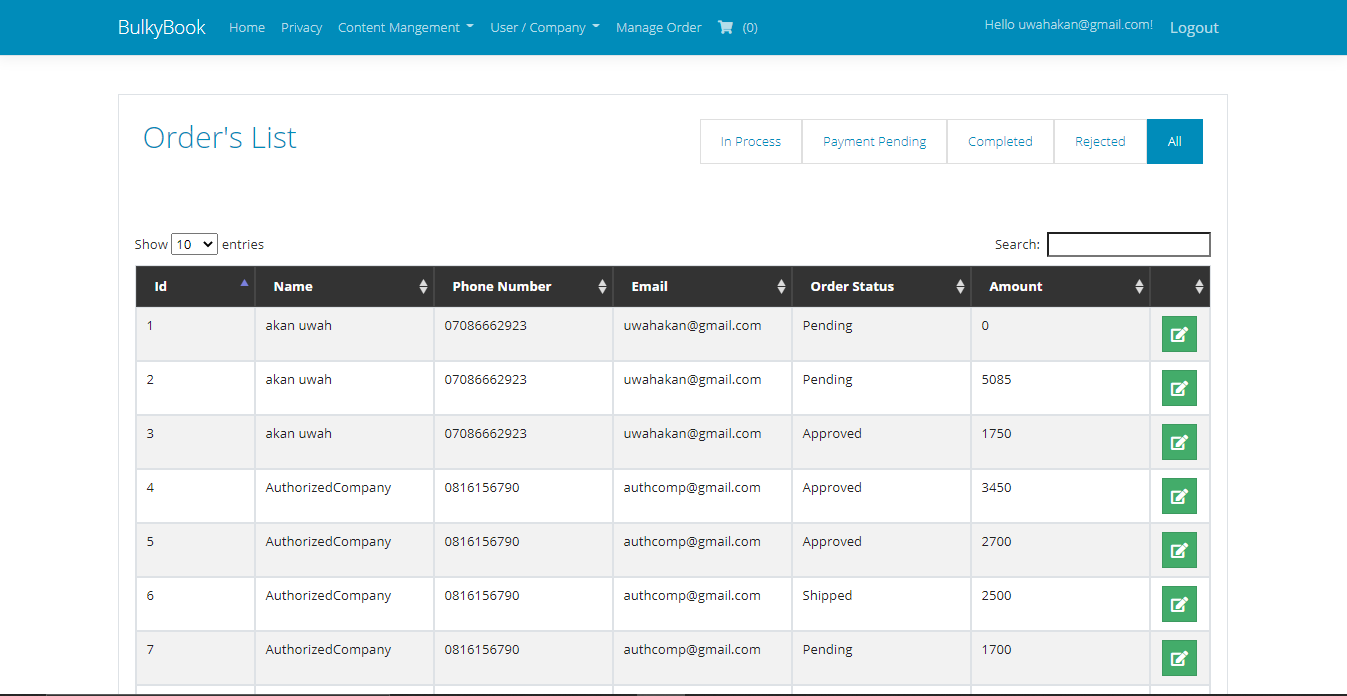 BulkyBook Home Privacy Content Mangement User / Company Manage Order (0) Hello uwahakan@gmail.com! Logout
Order's List In Process Payment Pending Completed Rejected All
Show 10 entries Search:
Id Name Phone Number Email Order Status Amount
1 akan uwah 07086662923 uwahakan@gmail.com Pending 0
2 akan uwah 07086662923 uwahakan@gmail.com Pending 5085
3 akan uwah 07086662923 uwahakan@gmail.com Approved 1750
4 AuthorizedCompany 0816156790 authcomp@gmail.com Approved 3450
5 AuthorizedCompany 0816156790 authcomp@gmail.com Approved 2700
6 AuthorizedCompany 0816156790 authcomp@gmail.com Shipped 2500
7 AuthorizedCompany 0816156790 authcomp@gmail.com Pending 1700